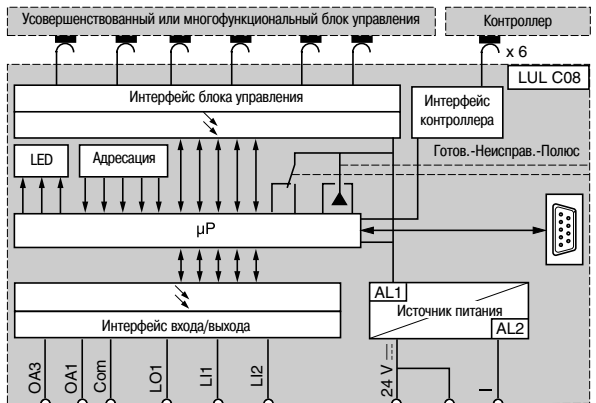 Усовершенствованный или многофункциональный блок управления
Контроллер
x 6
LUL C08
Интерфейс блока управления
Интерфейс
контроллера
LED
Адресация
Готов.-Неисправ.-Полюс
µP
AL1
Источник питания
AL2
Интерфейс входа/выхода
OA3
OA1
Com
LO1
LI1
LI2
24 V
I